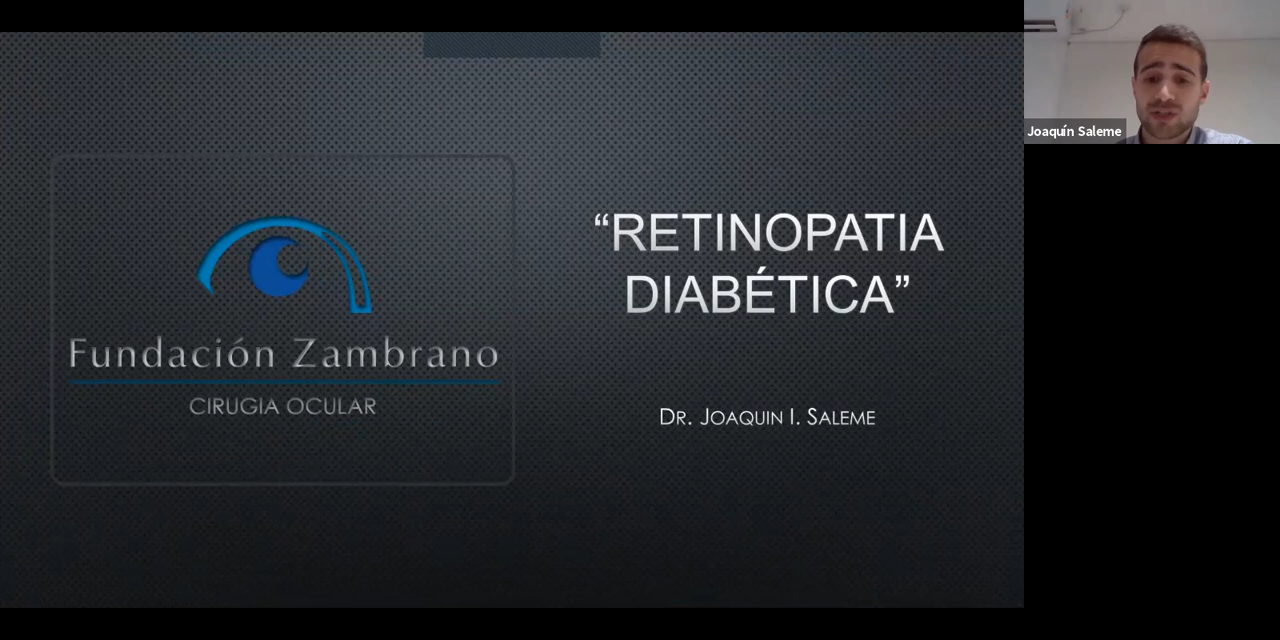 Joaquín Saleme
“RETINOPATIA
DIABÉTICA”
Fundación Zambrano
CIRUGIA OCULAR
DR. JOAQUIN I. SALEME